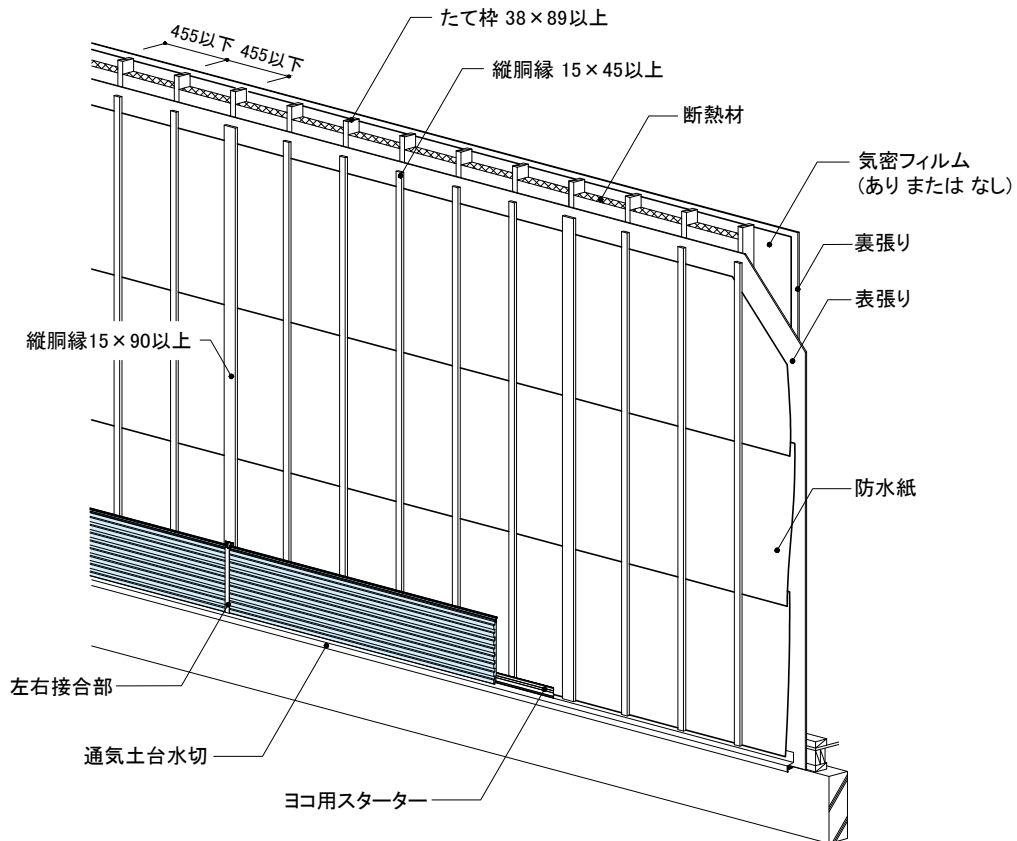 たて枠 38×89以上
455以下 455以下
縦胴縁 15×45以上
断熱材
気密フィルム
(あり または なし)
裏張り
表張り
縦胴縁15×90以上
防水紙
左右接合部
通気土台水切
ヨコ用スターター